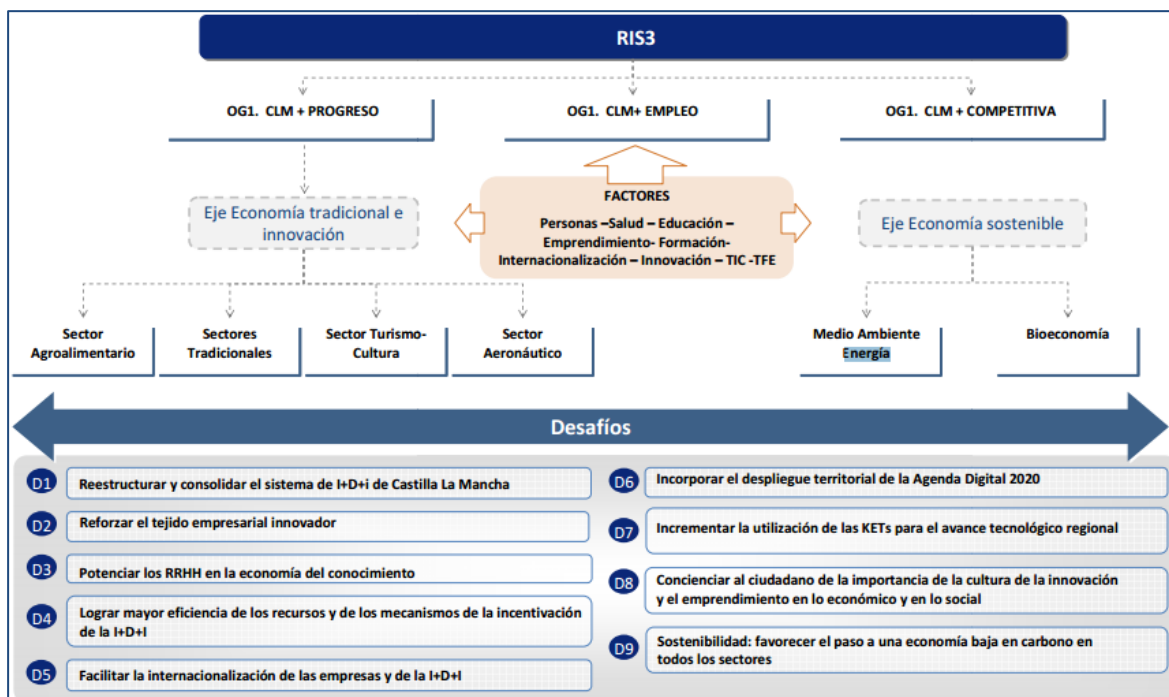 RIS3
OG1. CLM + PROGRESO
OG1. CLM+ EMPLEO
OG1. CLM + COMPETITIVA
Eje Economía tradicional e
innovación
FACTORES
Personas –Salud – Educación –
Emprendimiento- Formación-
Internacionalización – Innovación – TIC -TFE
Eje Economía sostenible
Sector
Agroalimentario
Sectores
Tradicionales
Sector Turismo-
Cultura
Sector
Aeronáutico
Medio Ambiente
Energía
Bioeconomía
Desafíos
D1 Reestructurar y consolidar el sistema de I+D+i de Castilla La Mancha
D2 Reforzar el tejido empresarial innovador
D3 Potenciar los RRHH en la economía del conocimiento
D4 Lograr mayor eficiencia de los recursos y de los mecanismos de la incentivación
de la I+D+I
D5 Facilitar la internacionalización de las empresas y de la I+D+I
D6 Incorporar el despliegue territorial de la Agenda Digital 2020
D7 Incrementar la utilización de las KETs para el avance tecnológico regional
D8 Concienciar al ciudadano de la importancia de la cultura de la innovación
y el emprendimiento en lo económico y en lo social
D9 Sostenibilidad: favorecer el paso a una economía baja en carbono en
todos los sectores